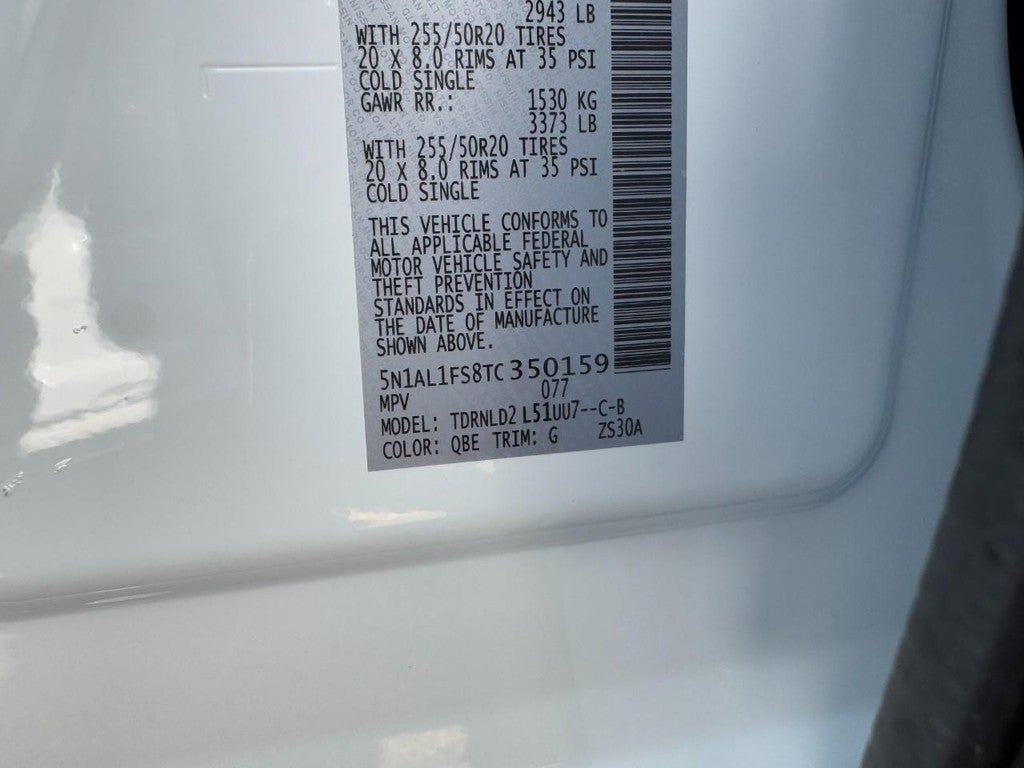 2943 LB
WITH 255/50R20 TIRES
20 X 8.0 RIMS AT 35 PSI
COLD SINGLE
GAWR RR.: 1530 KG
3373 LB
WITH 255/50R20 TIRES
20 X 8.0 RIMS AT 35 PSI
COLD SINGLE
THIS VEHICLE CONFORMS TO
ALL APPLICABLE FEDERAL
MOTOR VEHICLE SAFETY AND
THEFT PREVENTION
STANDARDS IN EFFECT ON
THE DATE OF MANUFACTURE
SHOWN ABOVE.
5N1AL1FS8TC350159
MPV 077
MODEL: TDRNLD2 L51UU7--C-B
COLOR: QBE TRIM: G ZS30A